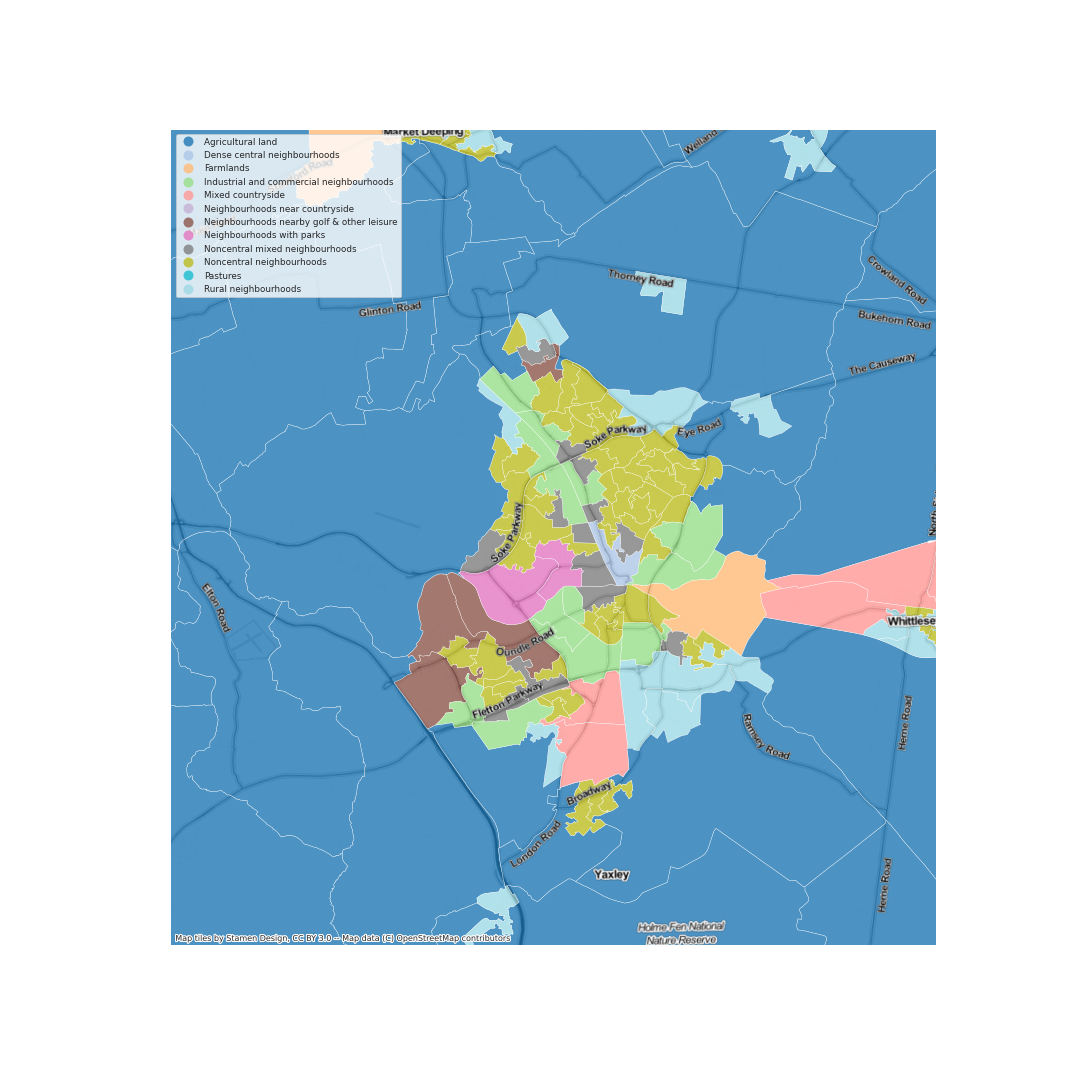 Market Deeping
Welland
Agricultural land
Dense central neighbourhoods
Farmlands
Industrial and commercial neighbourhoods
Mixed countryside
Neighbourhoods near countryside
Neighbourhoods nearby golf & other leisure
Neighbourhoods with parks
Noncentral mixed neighbourhoods
Noncentral neighbourhoods
Pastures
Rural neighbourhoods
Thorney Road
Crowland Road
Glinton Road
Bukehorn Road
The Causeway
Soke Parkway
Eye Road
Soke Parkway
Elton Road
Whittlese
Oundle Road
Fletton Parkway
Herne Road
Ramsey Road
Broadway
London Road
Yaxley
Herne Road
Holme Fen National
Nature Reserve
Map tiles by Stamen Design, CC BY 3.0 -- Map data (C) OpenStreetMap contributors